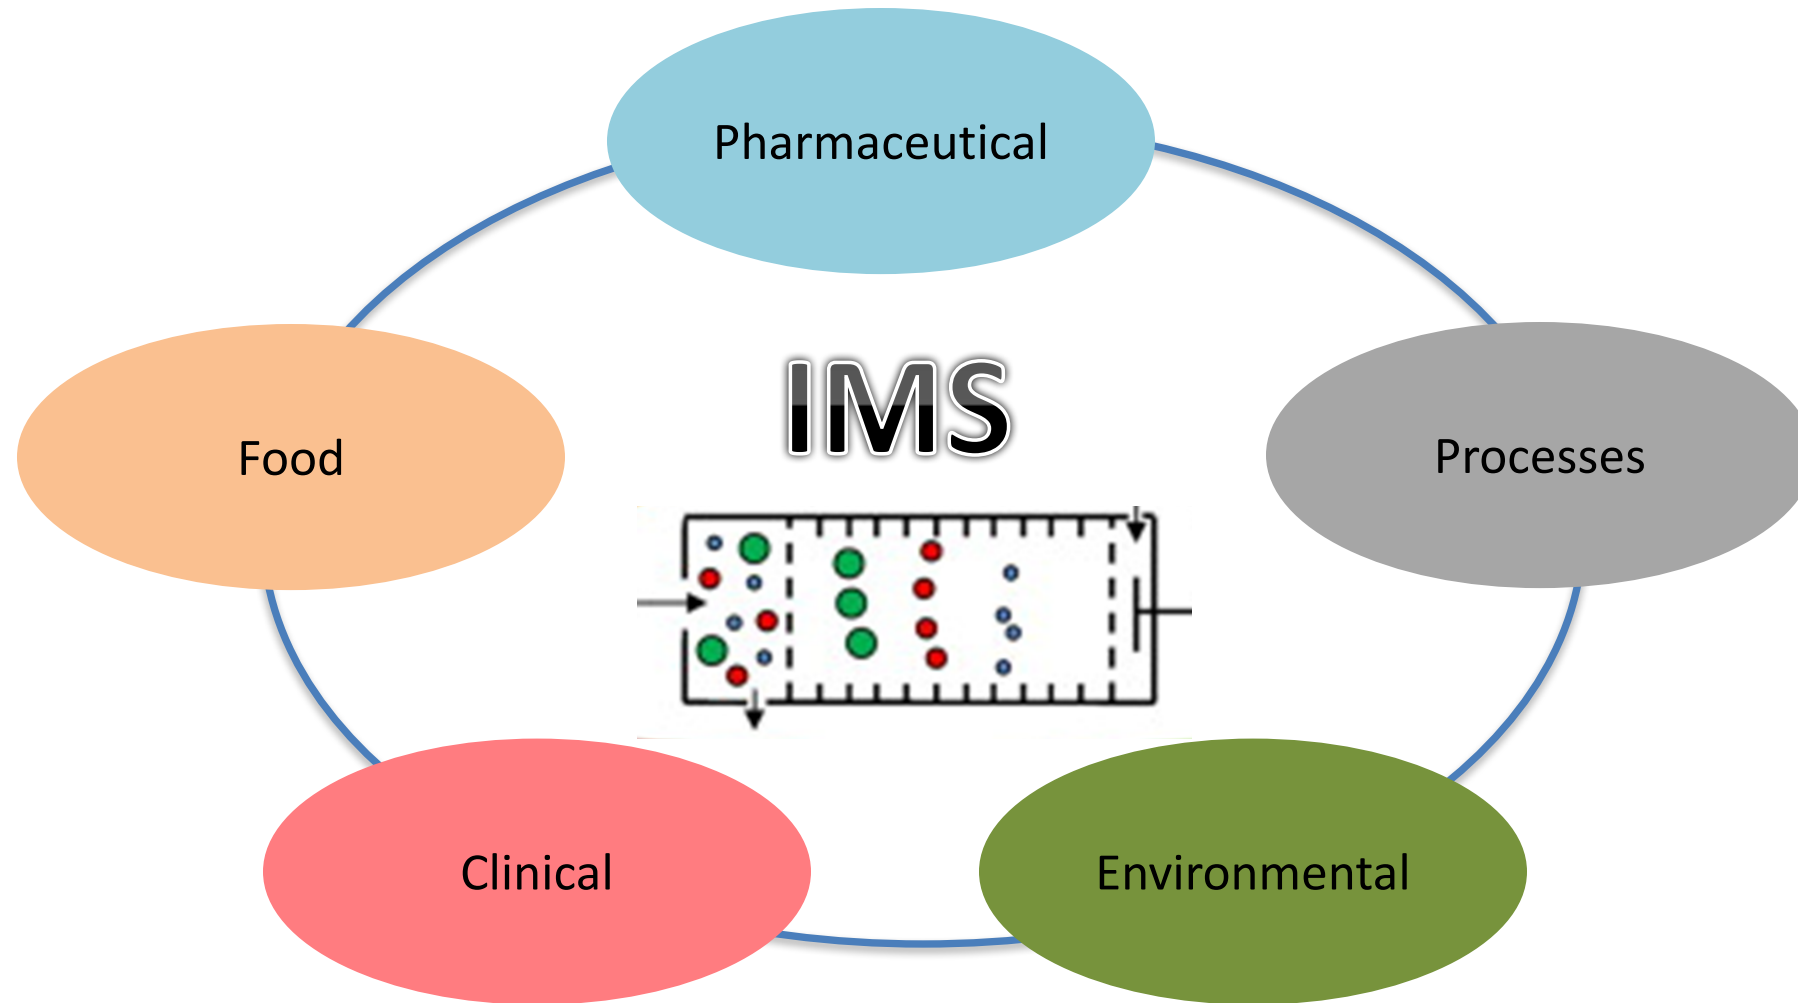 Pharmaceutical
IMS
Food
Processes
Clinical
Environmental